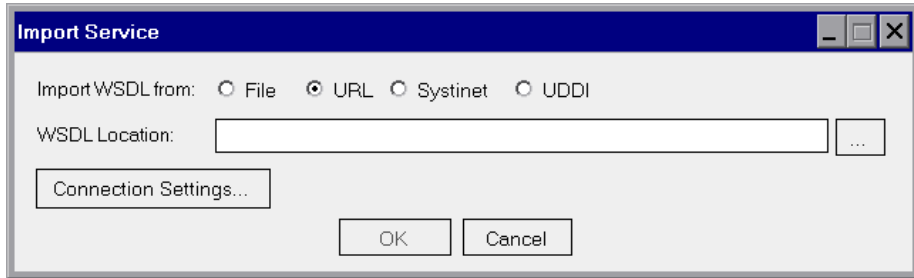 Import Service
Import WSDL from: File URL Systinet UDDI
WSDL Location: ...
Connection Settings...
OK Cancel